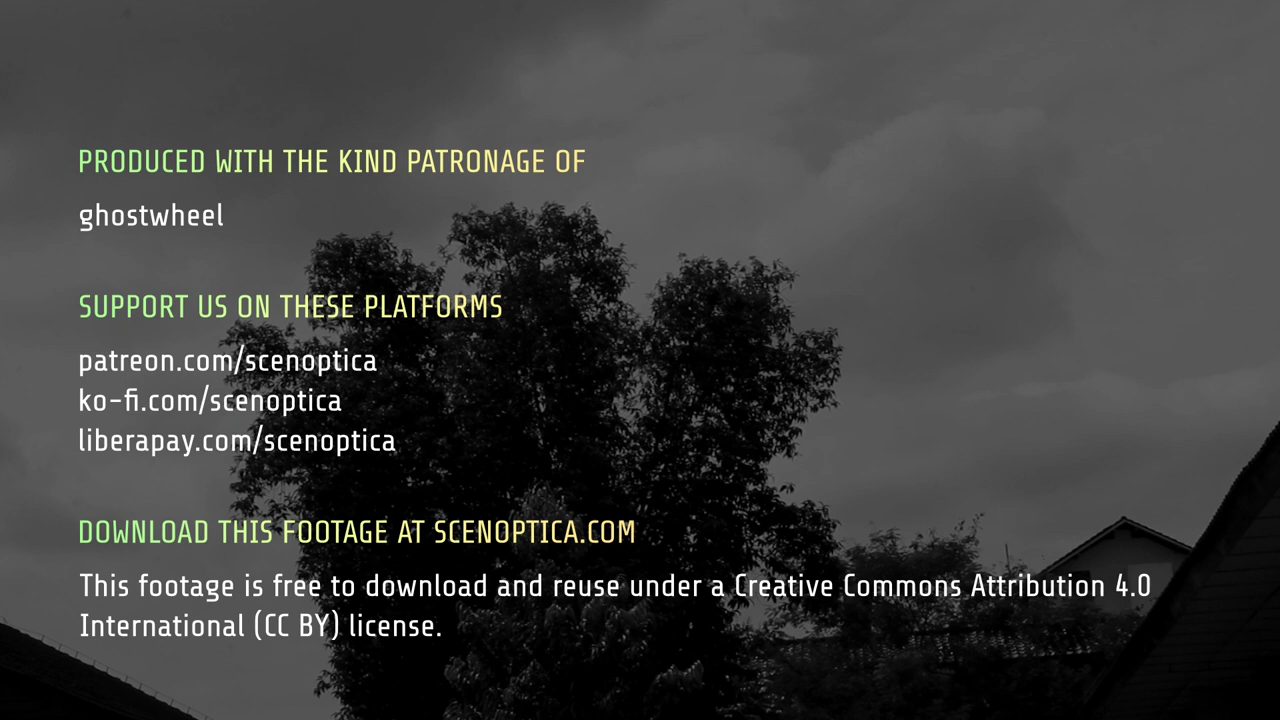 PRODUCED WITH THE KIND PATRONAGE OF
ghostwheel
SUPPORT US ON THESE PLATFORMS
patreon.com/scenoptica
ko-fi.com/scenoptica
liberapay.com/scenoptica
DOWNLOAD THIS FOOTAGE AT SCENOPTICA.COM
This footage is free to download and reuse under a Creative Commons Attribution 4.0
International (CC BY) license.